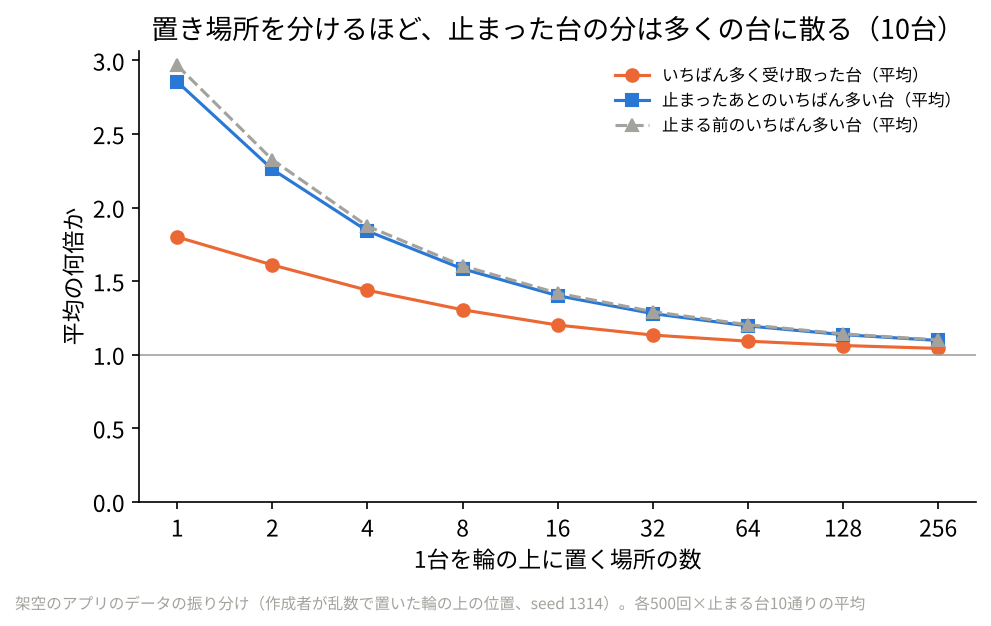 置き場所を分けるほど、止まった台の分は多くの台に散る（10台）
いちばん多く受け取った台（平均）
止まったあとのいちばん多い台（平均）
止まる前のいちばん多い台（平均）
平均の何倍か
3.0
2.5
2.0
1.5
1.0
0.5
0.0
1 2 4 8 16 32 64 128 256
1台を輪の上に置く場所の数
架空のアプリのデータの振り分け（作成者が乱数で置いた輪の上の位置、seed 1314）。各500回×止まる台10通りの平均